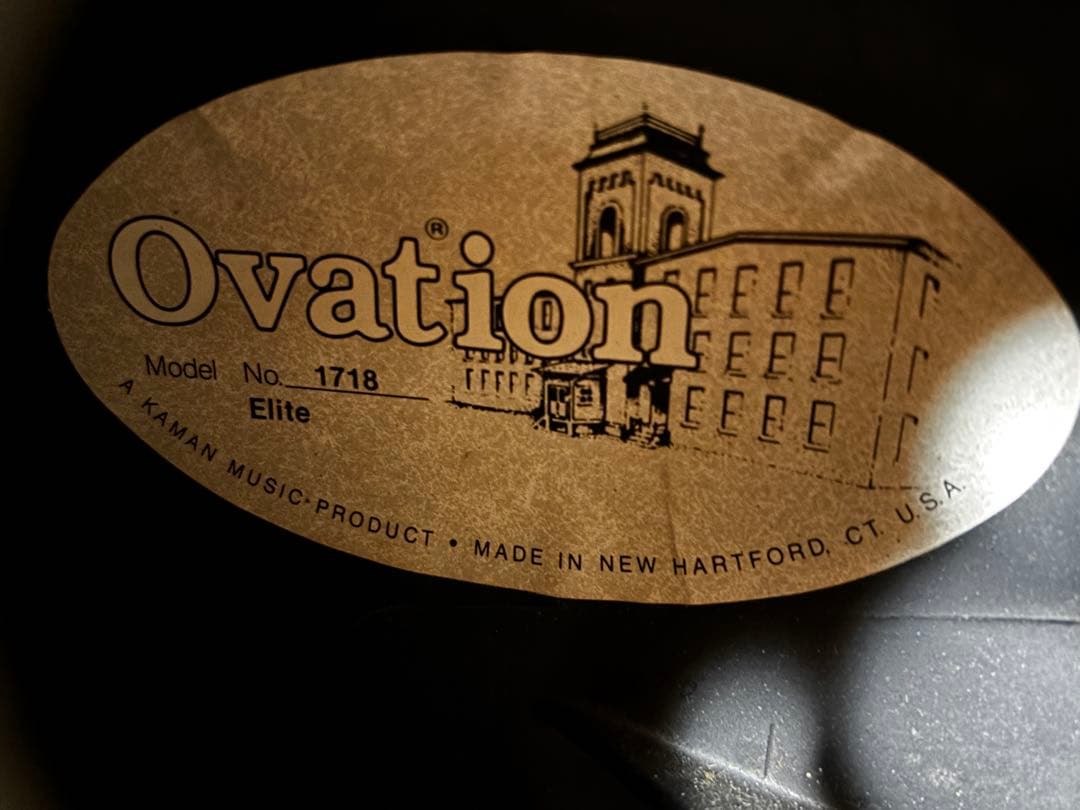 Ovation®
Model No. 1718
Elite
A KAMAN MUSIC PRODUCT • MADE IN NEW HARTFORD, CT. U.S.A.